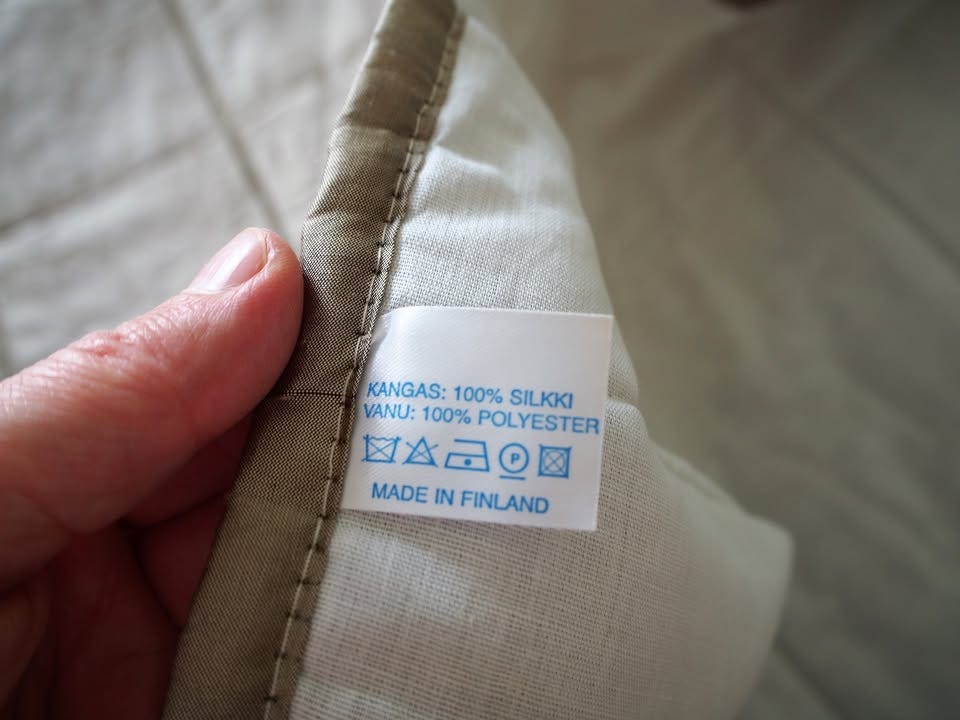 KANGAS: 100% SILKKI
VANU: 100% POLYESTER
P
MADE IN FINLAND